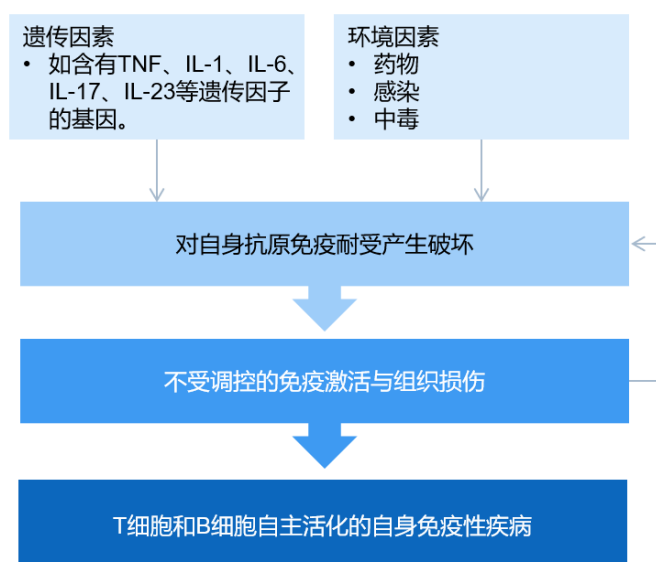 遗传因素
• 如含有TNF、IL-1、IL-6、
IL-17、IL-23等遗传因子
的基因。
环境因素
• 药物
• 感染
• 中毒
对自身抗原免疫耐受产生破坏
不受调控的免疫激活与组织损伤
T细胞和B细胞自主活化的自身免疫性疾病